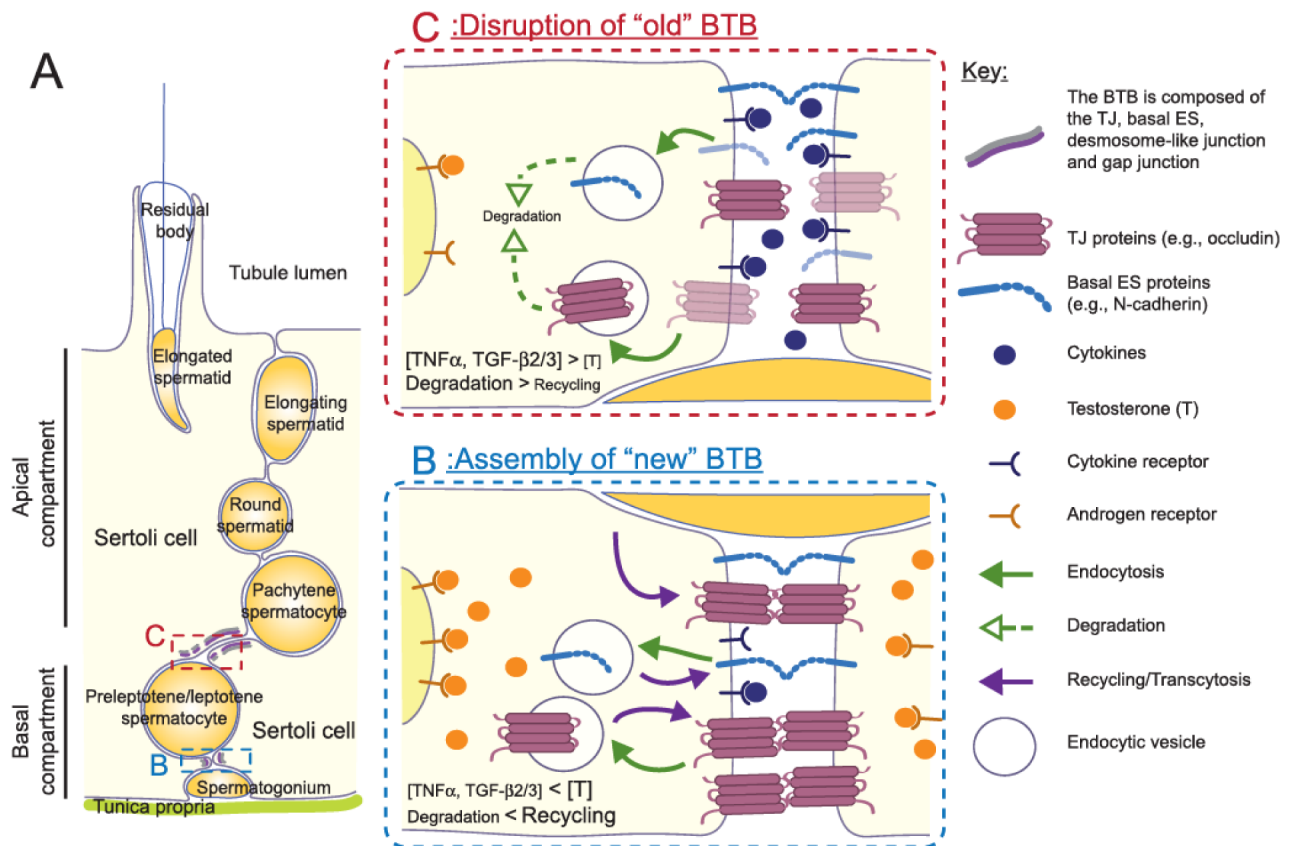 A
Residual
body
Tubule lumen
Elongated
spermatid
Elongating
spermatid
Round
spermatid
Sertoli cell
Pachytene
spermatocyte
C
Preleptotene/leptotene
spermatocyte
Sertoli cell
B
Spermatogonium
Tunica propria
Apical
compartment
Basal
compartment
C :Disruption of “old” BTB
Degradation
[TNFα, TGF-β2/3] > [T]
Degradation > Recycling
B :Assembly of “new” BTB
[TNFα, TGF-β2/3] < [T]
Degradation < Recycling
Key:
The BTB is composed of
the TJ, basal ES,
desmosome-like junction
and gap junction
TJ proteins (e.g., occludin)
Basal ES proteins
(e.g., N-cadherin)
Cytokines
Testosterone (T)
Cytokine receptor
Androgen receptor
Endocytosis
Degradation
Recycling/Transcytosis
Endocytic vesicle